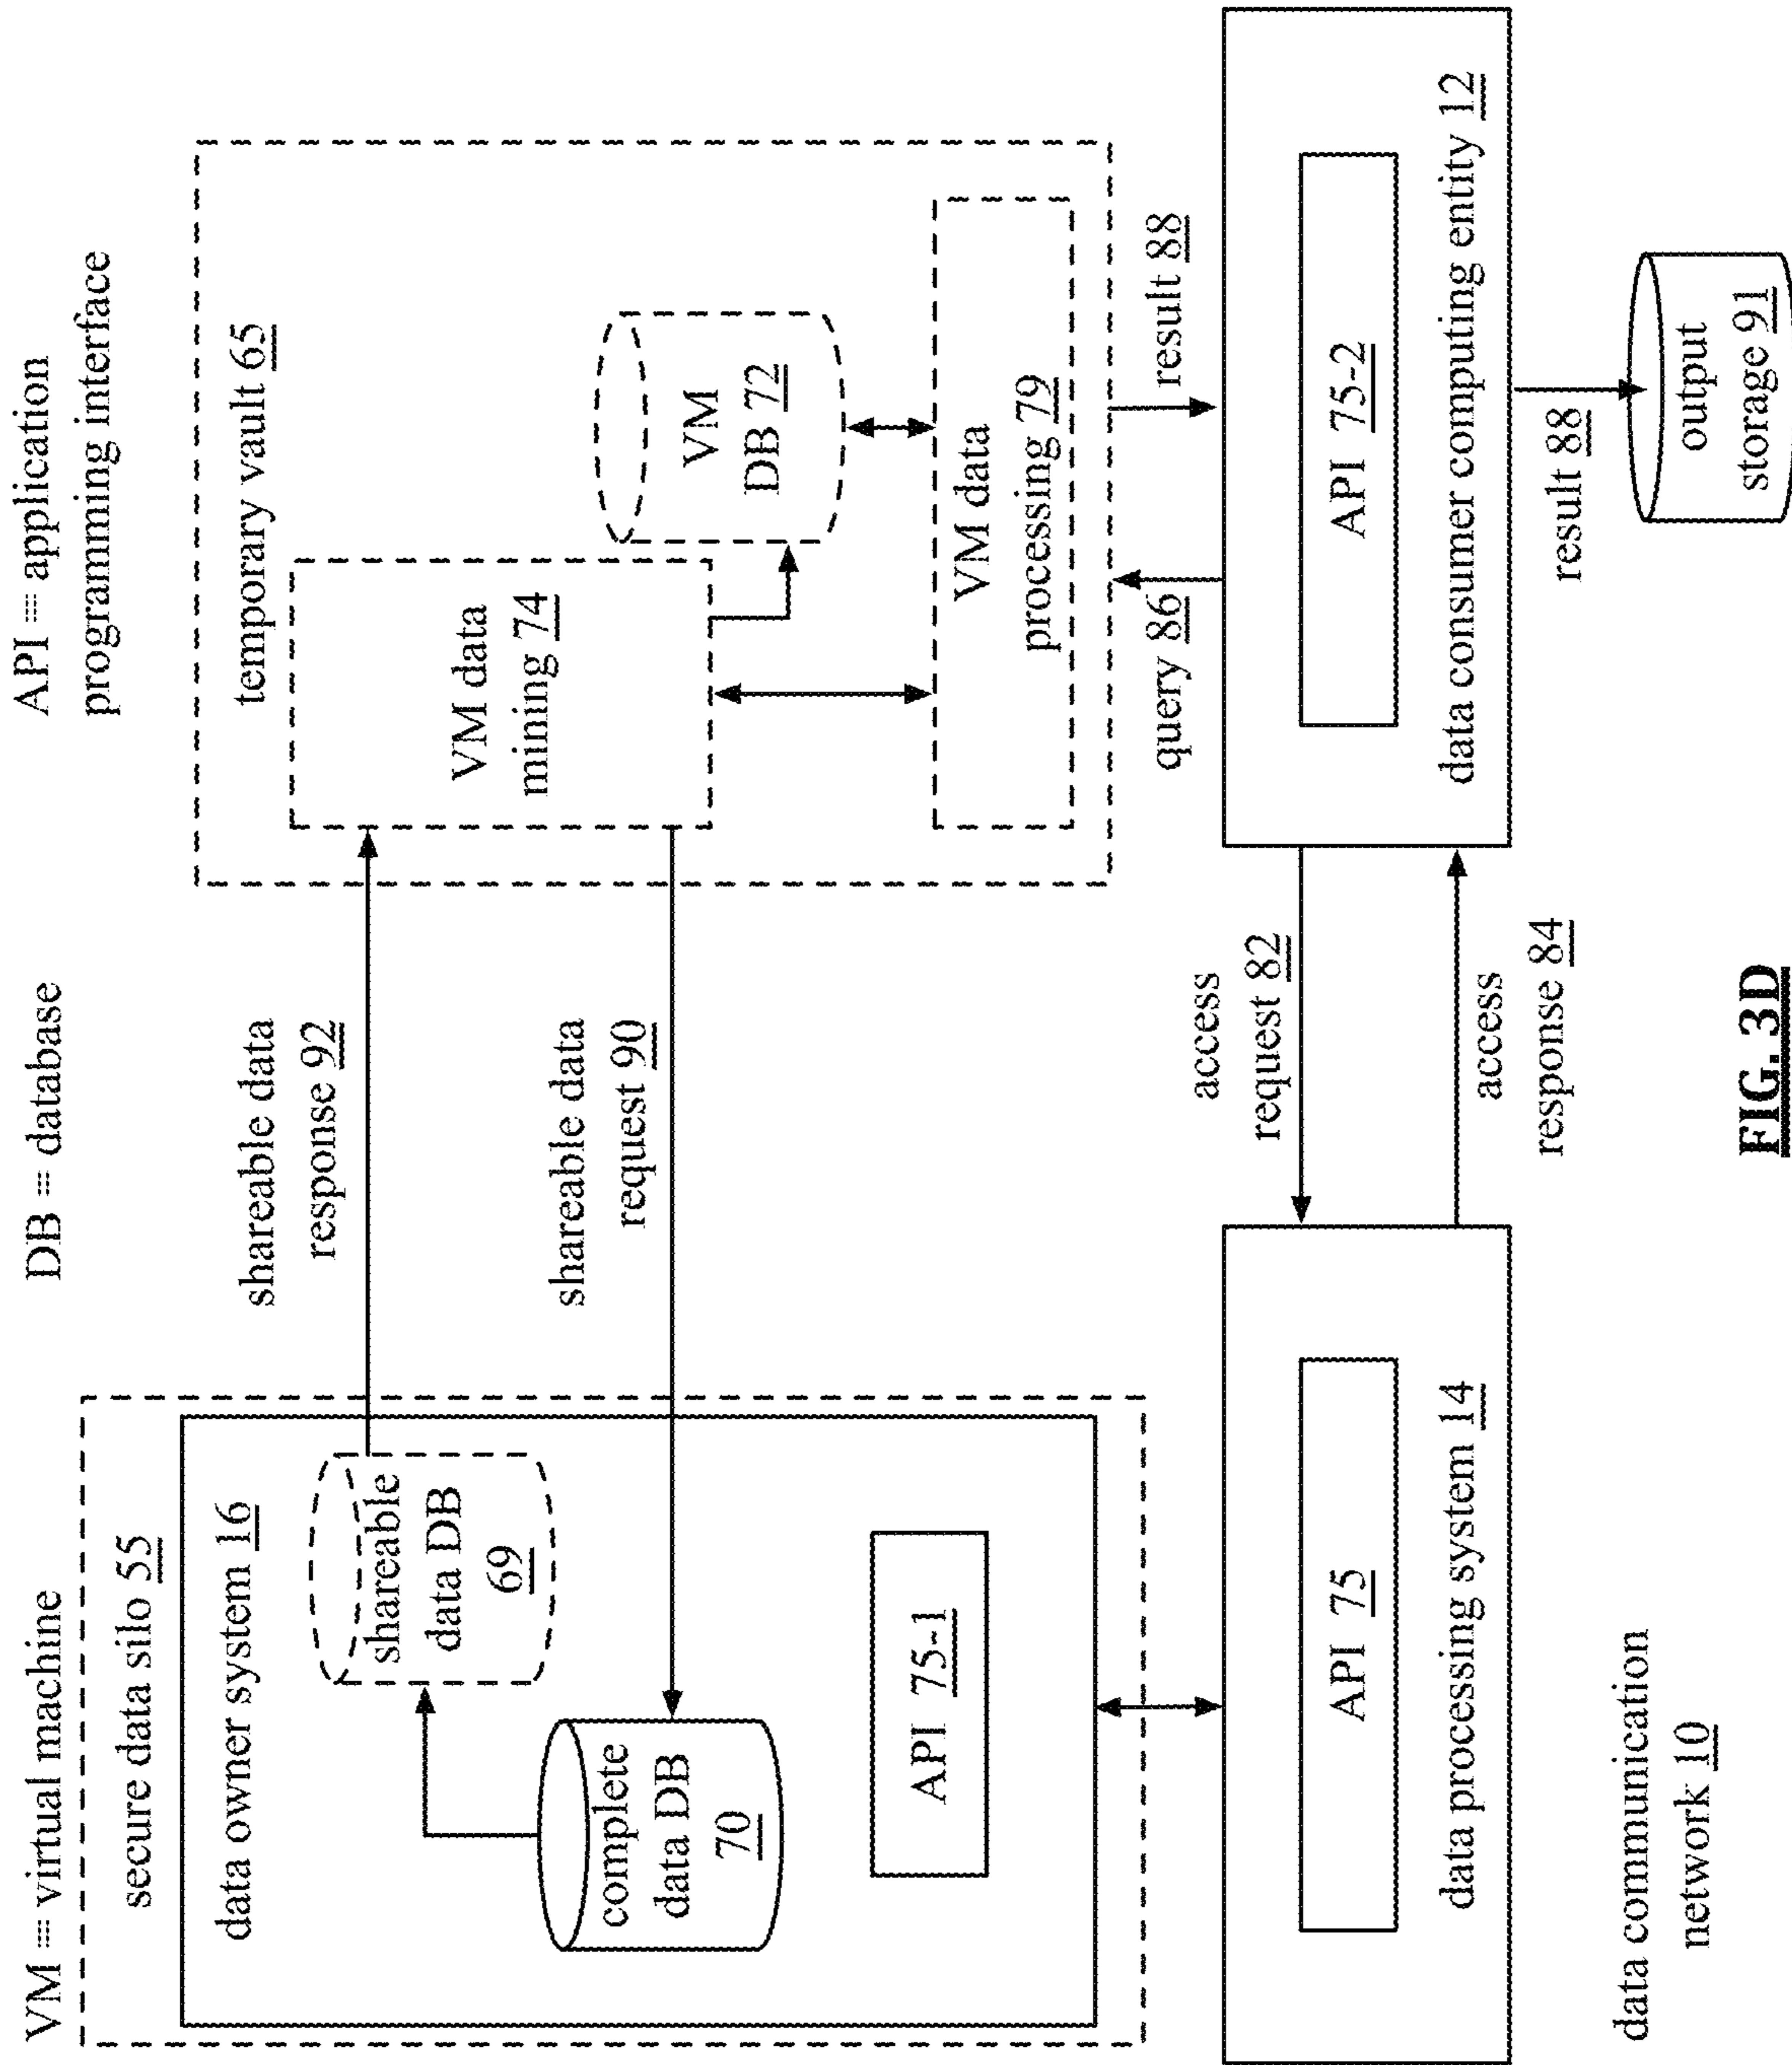 VM = virtual machine
DB = database
API = application
programming interface
secure data silo 55
data owner system 16
shareable
data DB
69
complete
data DB
70
API 75-1
shareable data
response 92
shareable data
request 90
temporary vault 65
VM data
mining 74
VM
DB 72
VM data
processing 79
query 86
result 88
API 75
data processing system 14
access
request 82
access
response 84
API 75-2
data consumer computing entity 12
result 88
output
storage 91
data communication
network 10
FIG. 3D